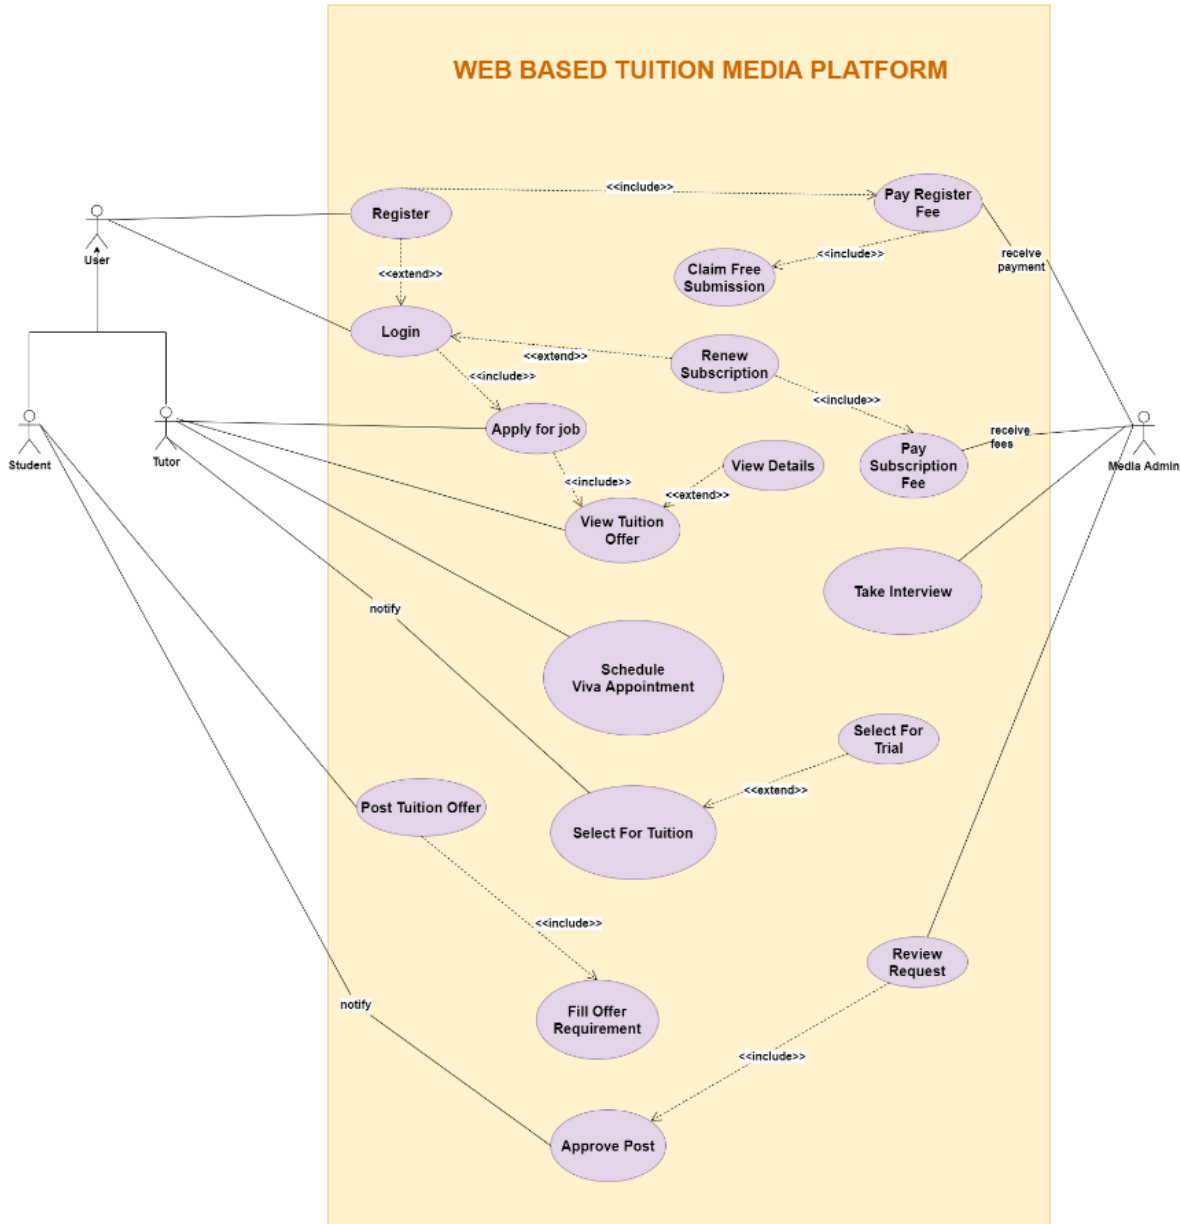 WEB BASED TUITION MEDIA PLATFORM
<<include>>
Pay Register
Fee
Register
User
receive
payment
<<include>>
Claim Free
Submission
<<extend>>
Login
<<extend>>
Renew
Subscription
<<include>>
<<include>>
Apply for job
receive
fees
Student
Tutor
Media Admin
View Details
Pay
Subscription
Fee
<<include>>
<<extend>>
View Tuition
Offer
Take Interview
notify
Schedule
Viva Appointment
Select For
Trial
<<extend>>
Post Tuition Offer
Select For Tuition
<<include>>
Review
Request
notify
Fill Offer
Requirement
<<include>>
Approve Post